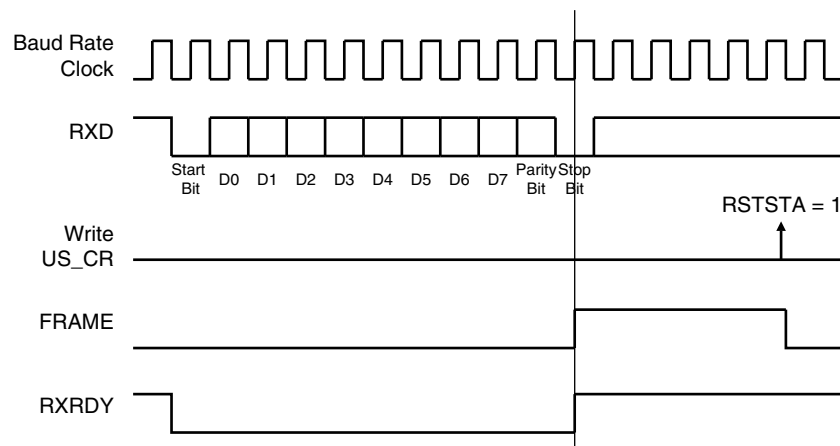 Baud Rate
Clock
RXD
Start
Bit
D0 D1 D2 D3 D4 D5 D6 D7
Parity
Bit
Stop
Bit
RSTSTA = 1
Write
US_CR
FRAME
RXRDY